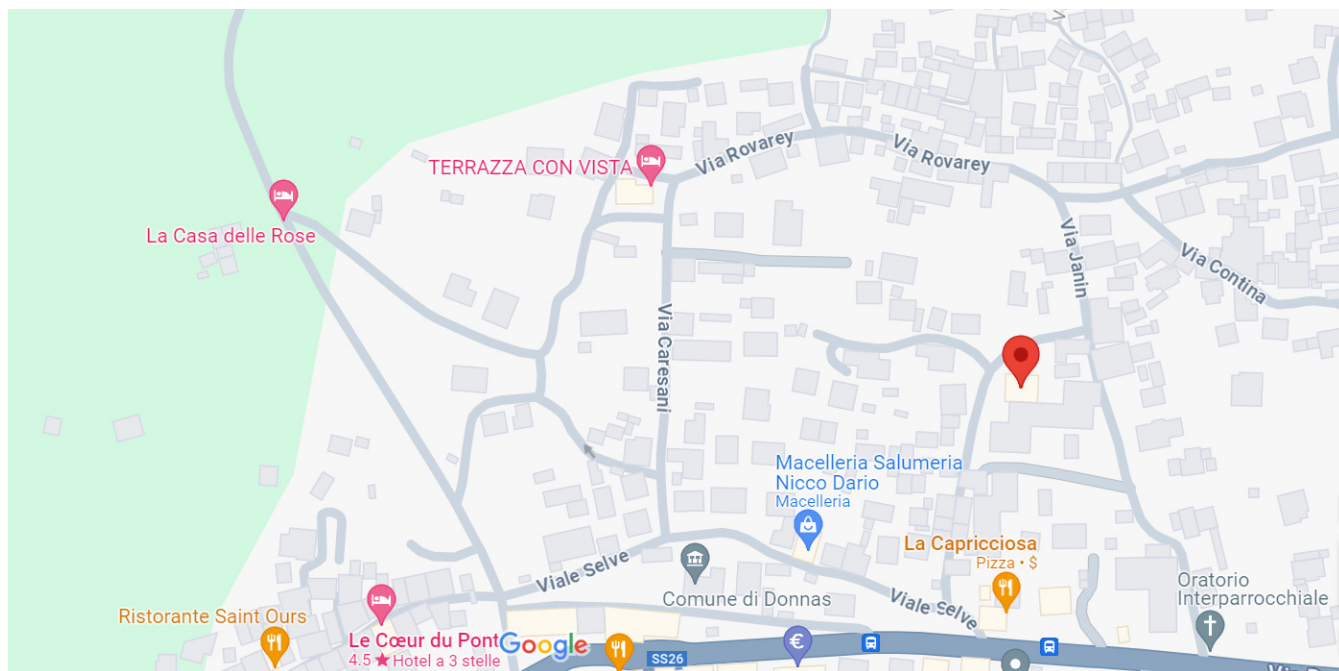 Via Rovarey
Via Rovarey
TERRAZZA CON VISTA
La Casa delle Rose
Via Janin
Via Contina
Via Caresani
Macelleria Salumeria
Nicco Dario
Macelleria
La Capricciosa
Pizza • $
Viale Selve
Comune di Donnas
Viale Selve
Oratorio
Interparrocchiale
Ristorante Saint Ours
Le Cœur du Pont
4.5 ★ Hotel a 3 stelle
Google
SS26
€